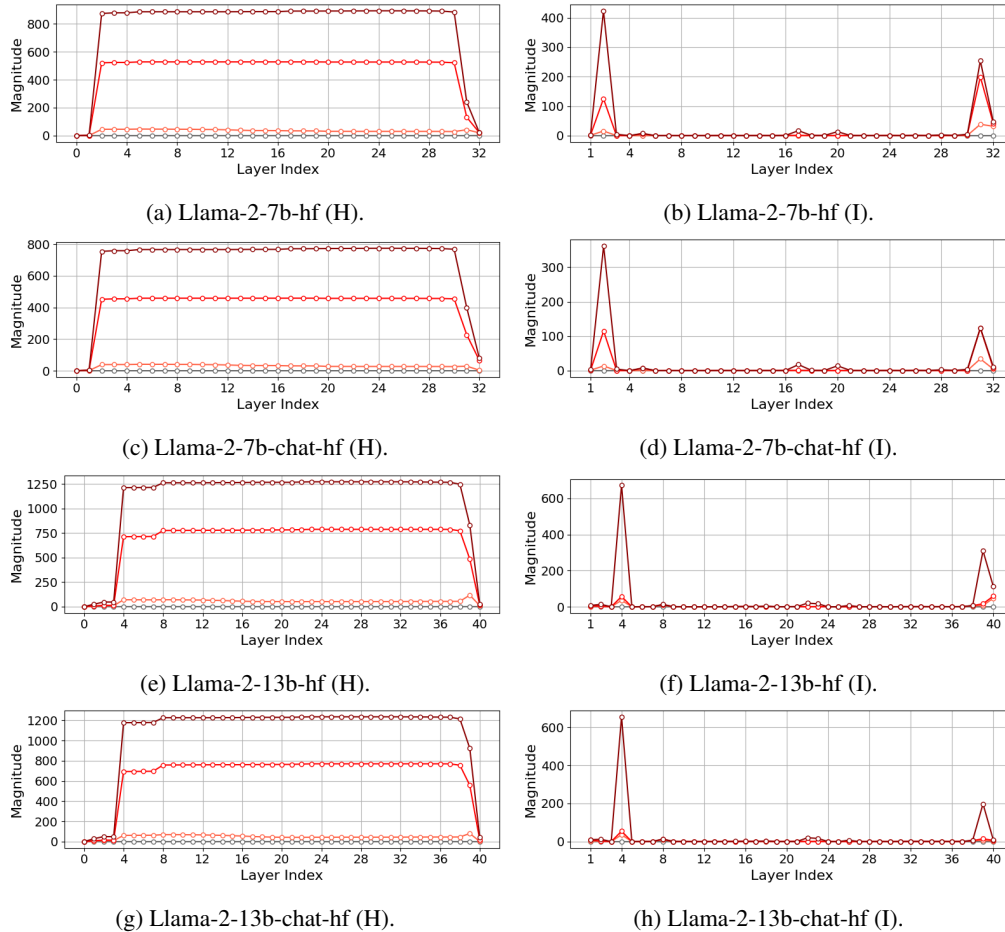 Magnitude
800
600
400
200
0
0 4 8 12 16 20 24 28 32
Layer Index
(a) Llama-2-7b-hf (H).
Magnitude
400
300
200
100
0
1 4 8 12 16 20 24 28 32
Layer Index
(b) Llama-2-7b-hf (I).
Magnitude
800
600
400
200
0
0 4 8 12 16 20 24 28 32
Layer Index
(c) Llama-2-7b-chat-hf (H).
Magnitude
300
200
100
0
1 4 8 12 16 20 24 28 32
Layer Index
(d) Llama-2-7b-chat-hf (I).
Magnitude
1250
1000
750
500
250
0
0 4 8 12 16 20 24 28 32 36 40
Layer Index
(e) Llama-2-13b-hf (H).
Magnitude
600
400
200
0
1 4 8 12 16 20 24 28 32 36 40
Layer Index
(f) Llama-2-13b-hf (I).
Magnitude
1200
1000
800
600
400
200
0
0 4 8 12 16 20 24 28 32 36 40
Layer Index
(g) Llama-2-13b-chat-hf (H).
Magnitude
600
400
200
0
1 4 8 12 16 20 24 28 32 36 40
Layer Index
(h) Llama-2-13b-chat-hf (I).